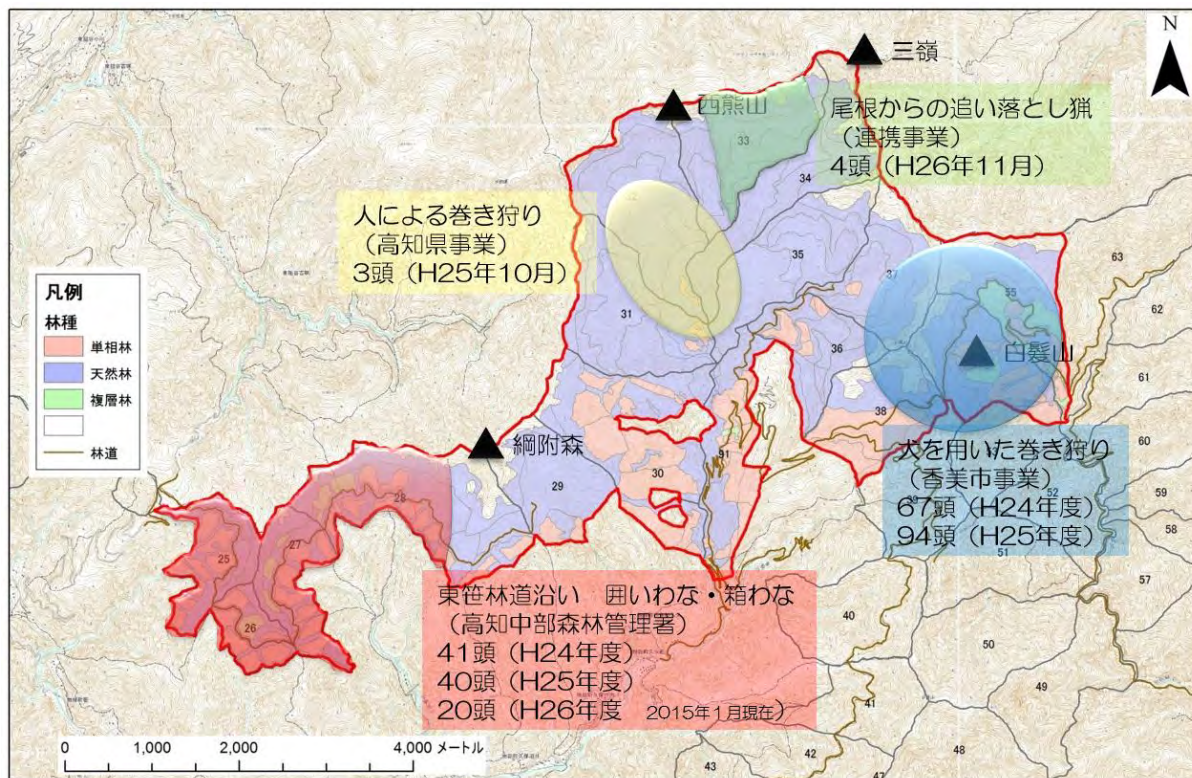 N
三嶺
西熊山
尾根からの追い落とし猟
（連携事業）
4頭（H26年11月）
33
34
人による巻き狩り
（高知県事業）
3頭（H25年10月）
35
37
63
55
62
31
36
白髪山
61
凡例
林種
単相林
天然林
複層林
林道
38
60
綱附森
犬を用いた巻き狩り
（香美市事業）
67頭（H24年度）
94頭（H25年度）
39
52
51
59
58
57
30
91
29
28
27
25
26
東笹林道沿い 囲いわな・箱わな
（高知中部森林管理署）
41頭（H24年度）
40頭（H25年度）
20頭（H26年度 2015年1月現在）
40
50
49
41
42
48
43
47
0 1,000 2,000 4,000 メートル